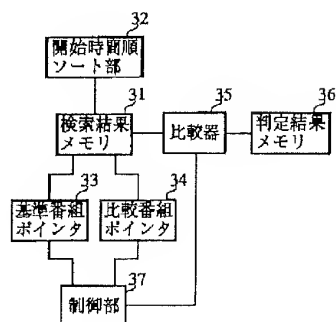 32
開始時間順
ソート部
31
検索結果
メモリ
35
比較器
36
判定結果
メモリ
33
基準番組
ポインタ
34
比較番組
ポインタ
37
制御部